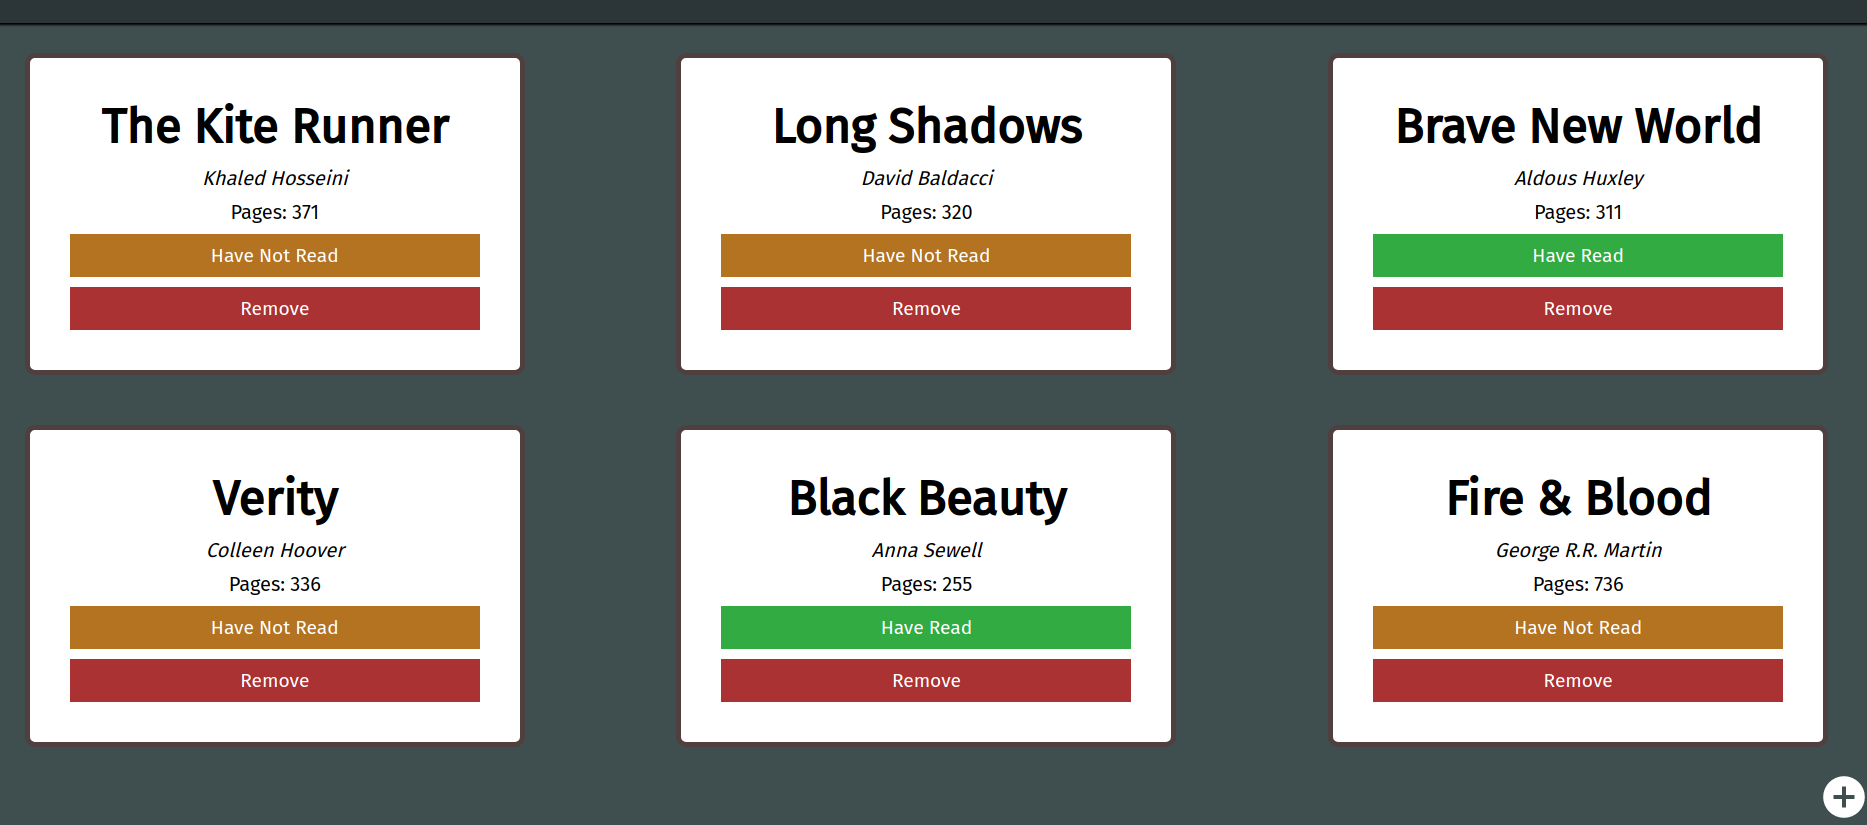 The Kite Runner
Khaled Hosseini
Pages: 371
Have Not Read
Remove
Long Shadows
David Baldacci
Pages: 320
Have Not Read
Remove
Brave New World
Aldous Huxley
Pages: 311
Have Read
Remove
Verity
Colleen Hoover
Pages: 336
Have Not Read
Remove
Black Beauty
Anna Sewell
Pages: 255
Have Read
Remove
Fire & Blood
George R.R. Martin
Pages: 736
Have Not Read
Remove